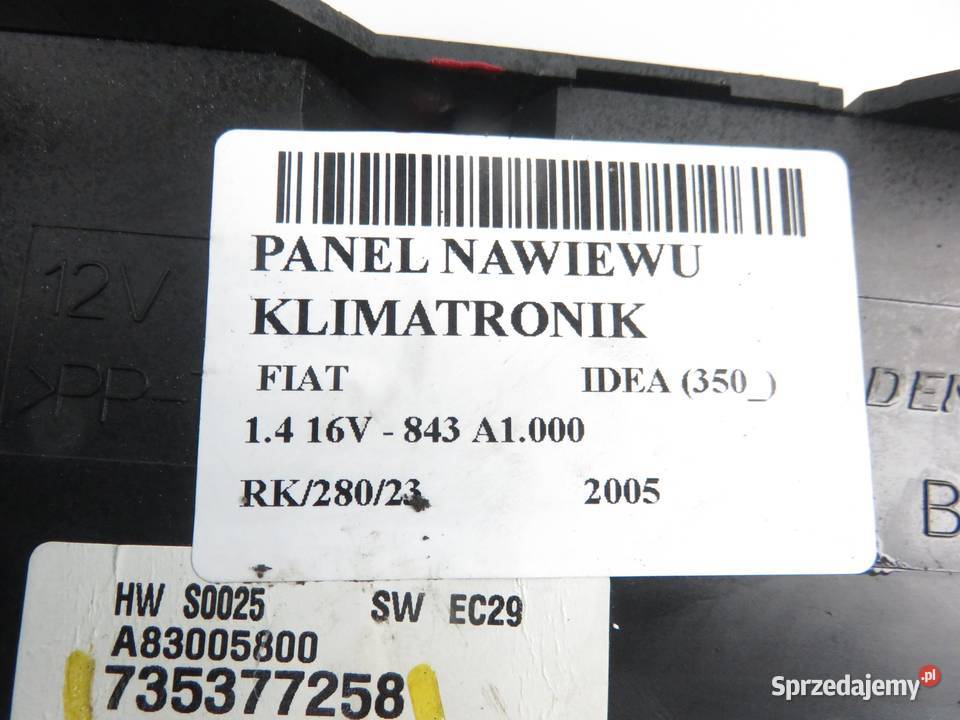 PANEL NAWIEWU
KLIMATRONIK
FIAT IDEA (350_)
1.4 16V - 843 A1.000
RK/280/23 2005
12V
>PP-
HW S0025 SW EC29
A83005800
735377258
Sprzedajemy.pl